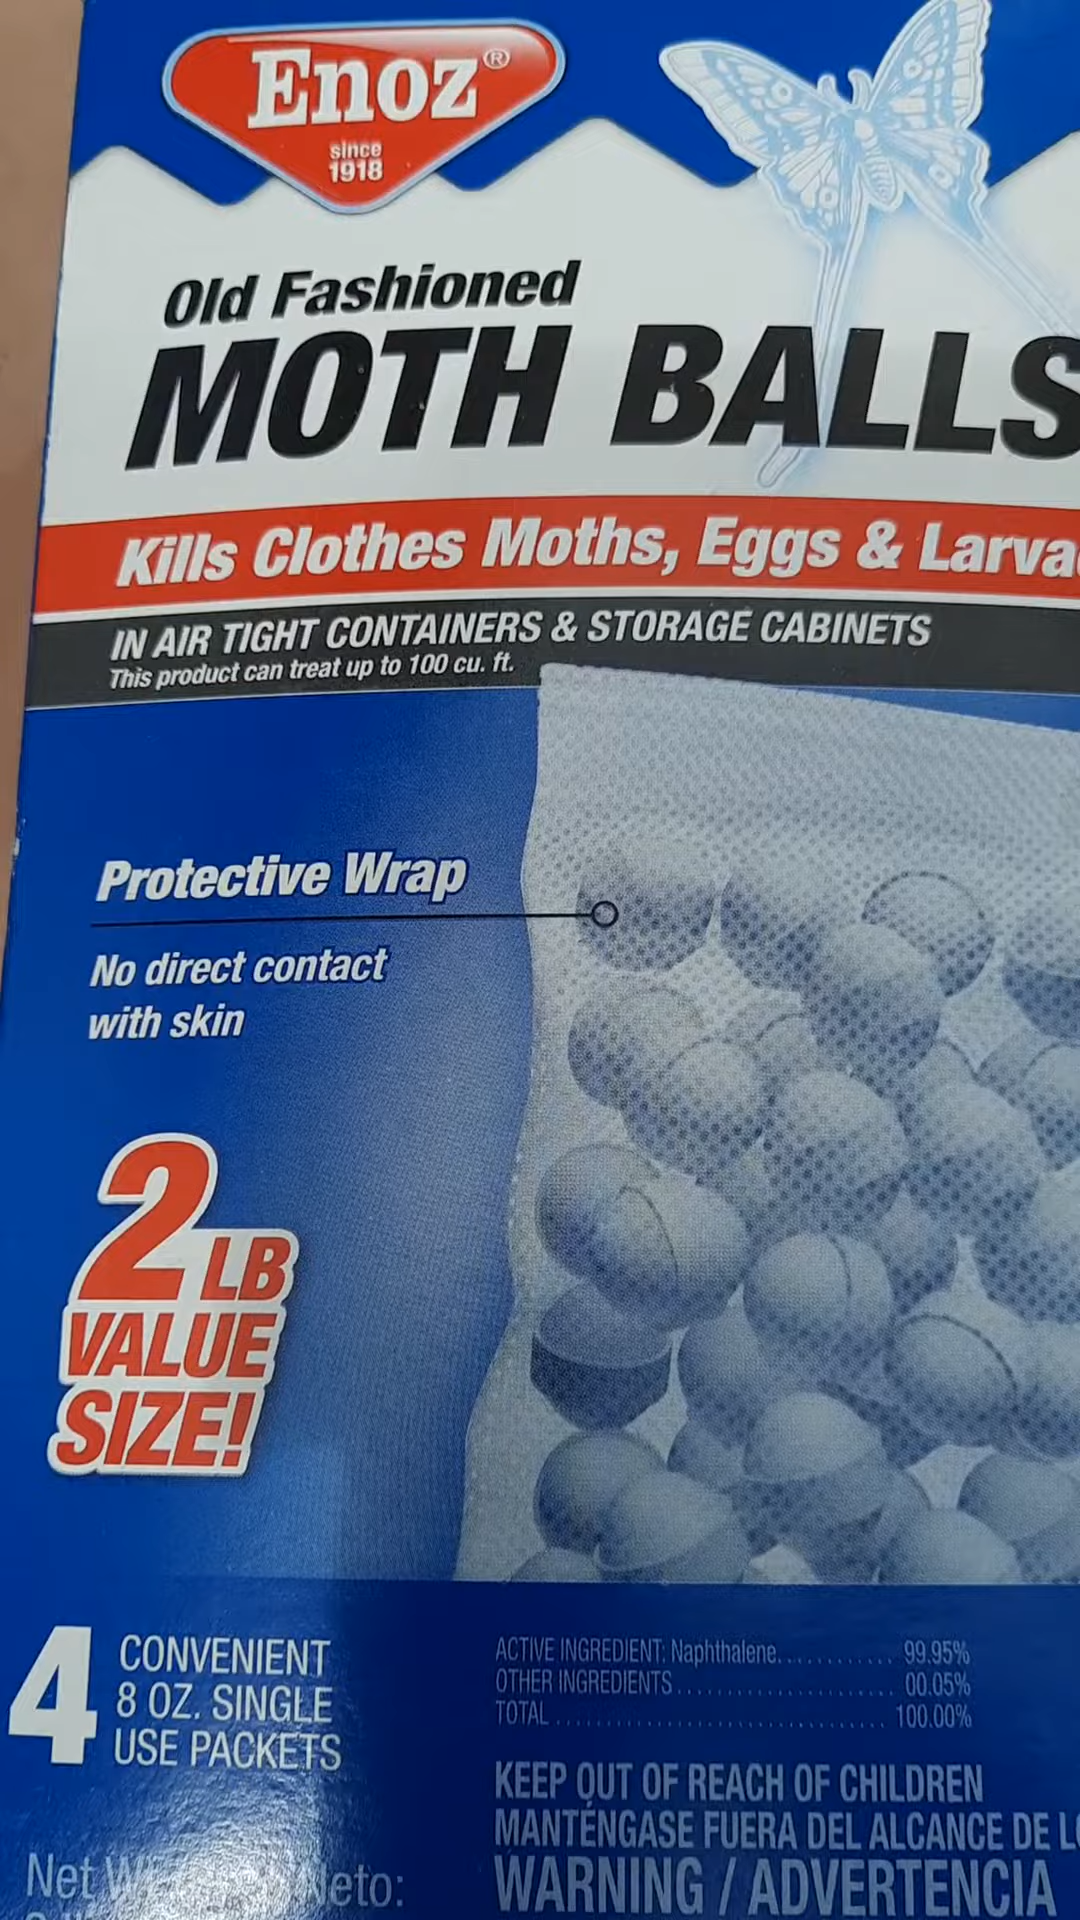 Enoz®
since
1918
Old Fashioned
MOTH BALLS
Kills Clothes Moths, Eggs & Larva
IN AIR TIGHT CONTAINERS & STORAGE CABINETS
This product can treat up to 100 cu. ft.
Protective Wrap
No direct contact
with skin
2 LB
VALUE
SIZE!
4 CONVENIENT
8 OZ. SINGLE
USE PACKETS
ACTIVE INGREDIENT: Naphthalene............ 99.95%
OTHER INGREDIENTS...................... 00.05%
TOTAL................................. 100.00%
KEEP OUT OF REACH OF CHILDREN
MANTÉNGASE FUERA DEL ALCANCE DE
WARNING / ADVERTENCIA
Net